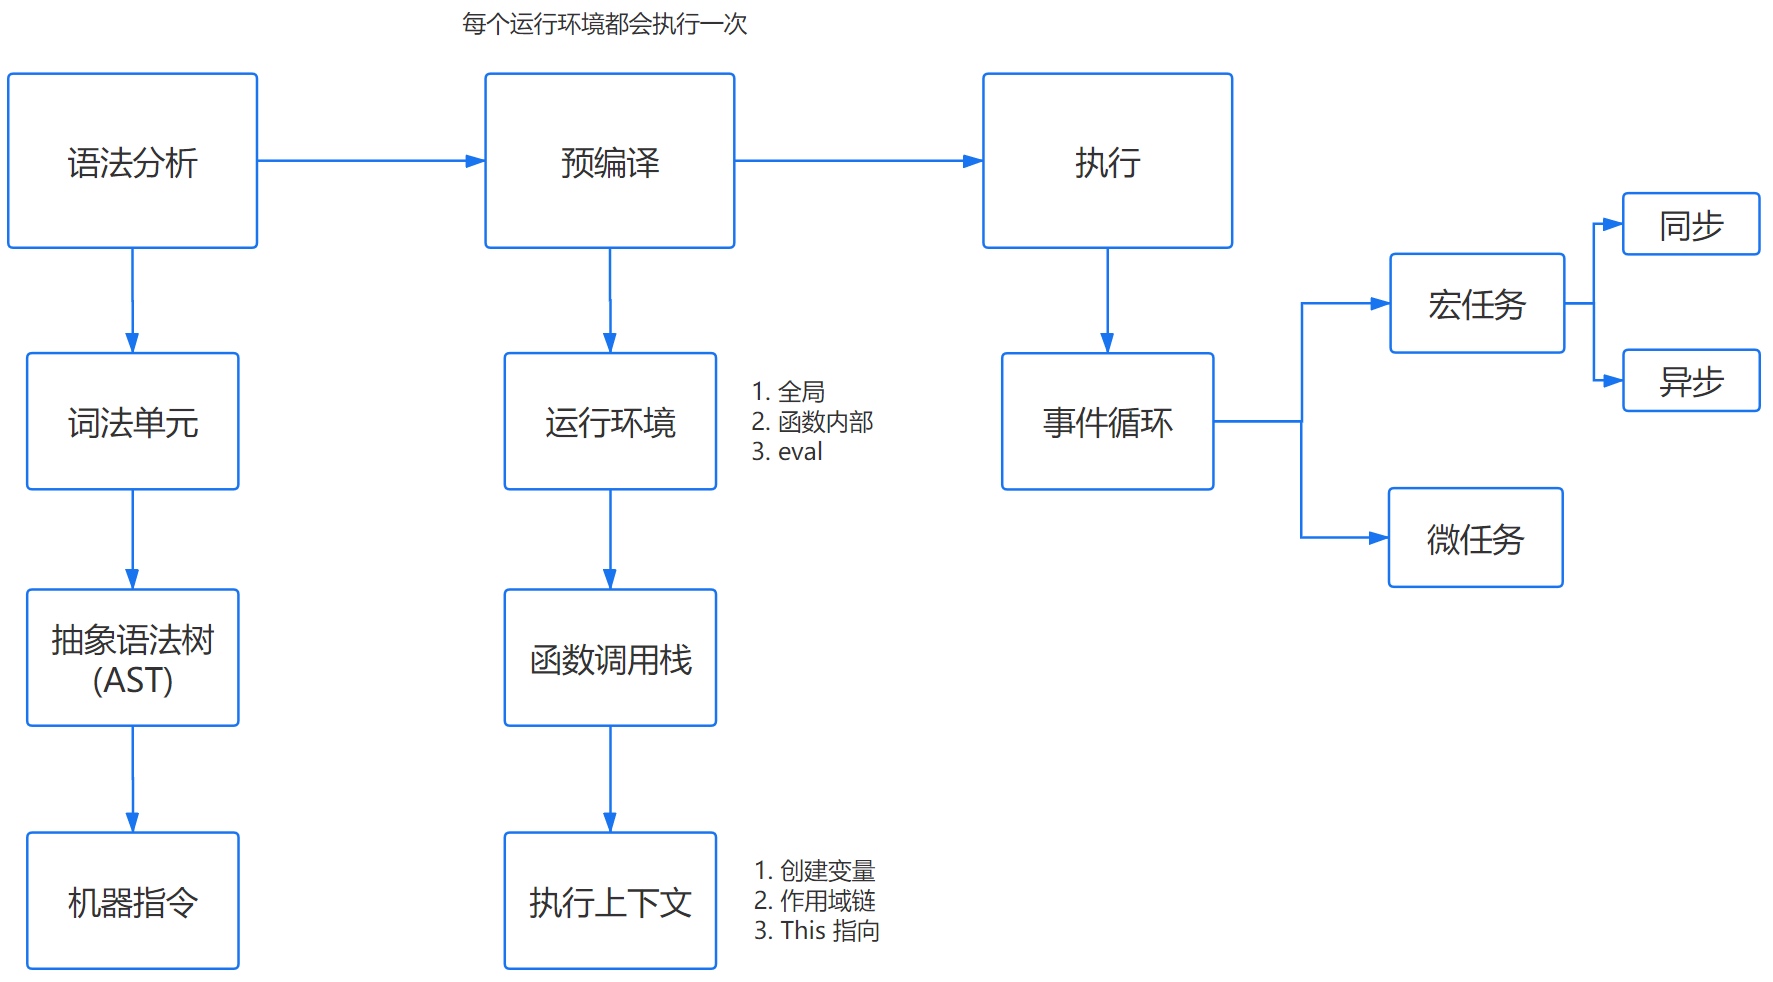 每个运行环境都会执行一次
语法分析
预编译
执行
同步
宏任务
异步
词法单元
运行环境
1. 全局
2. 函数内部
3. eval
事件循环
微任务
抽象语法树
(AST)
函数调用栈
机器指令
执行上下文
1. 创建变量
2. 作用域链
3. This 指向